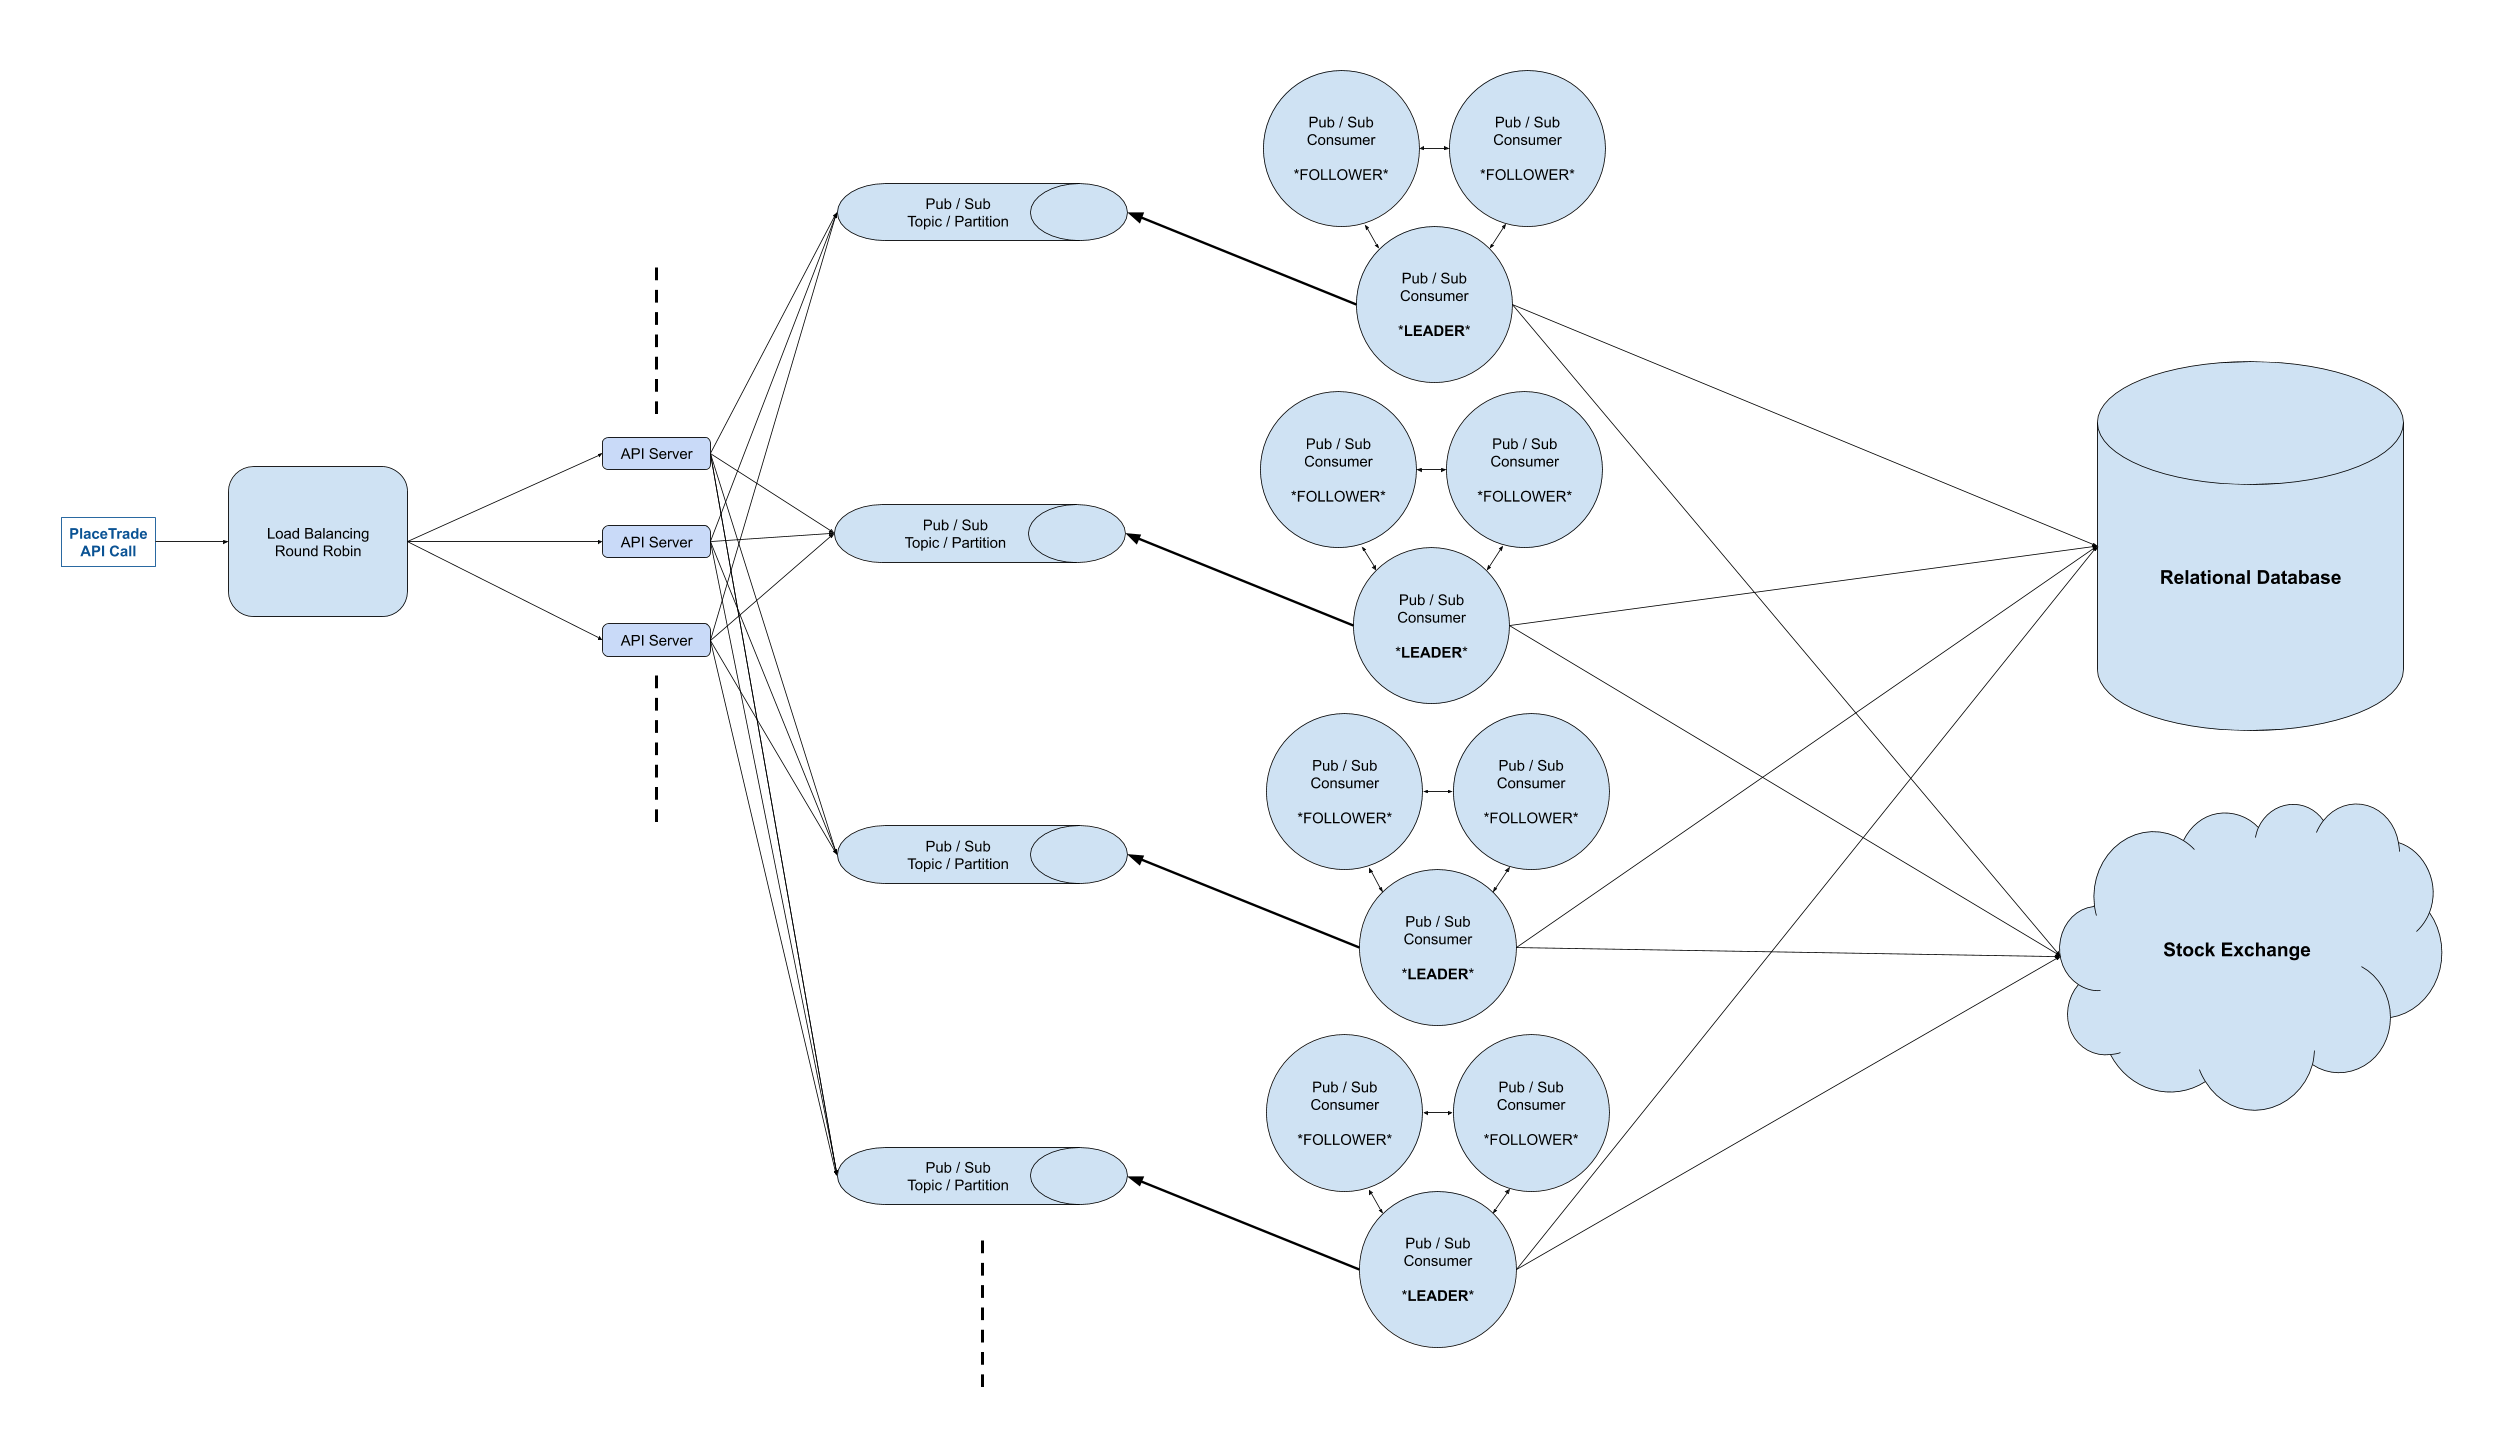 PlaceTrade
API Call
Load Balancing
Round Robin
API Server
API Server
API Server
Pub / Sub
Topic / Partition
Pub / Sub
Topic / Partition
Pub / Sub
Topic / Partition
Pub / Sub
Topic / Partition
Pub / Sub
Consumer
*FOLLOWER*
Pub / Sub
Consumer
*FOLLOWER*
Pub / Sub
Consumer
*LEADER*
Pub / Sub
Consumer
*FOLLOWER*
Pub / Sub
Consumer
*FOLLOWER*
Pub / Sub
Consumer
*LEADER*
Pub / Sub
Consumer
*FOLLOWER*
Pub / Sub
Consumer
*FOLLOWER*
Pub / Sub
Consumer
*LEADER*
Pub / Sub
Consumer
*FOLLOWER*
Pub / Sub
Consumer
*FOLLOWER*
Pub / Sub
Consumer
*LEADER*
Relational Database
Stock Exchange